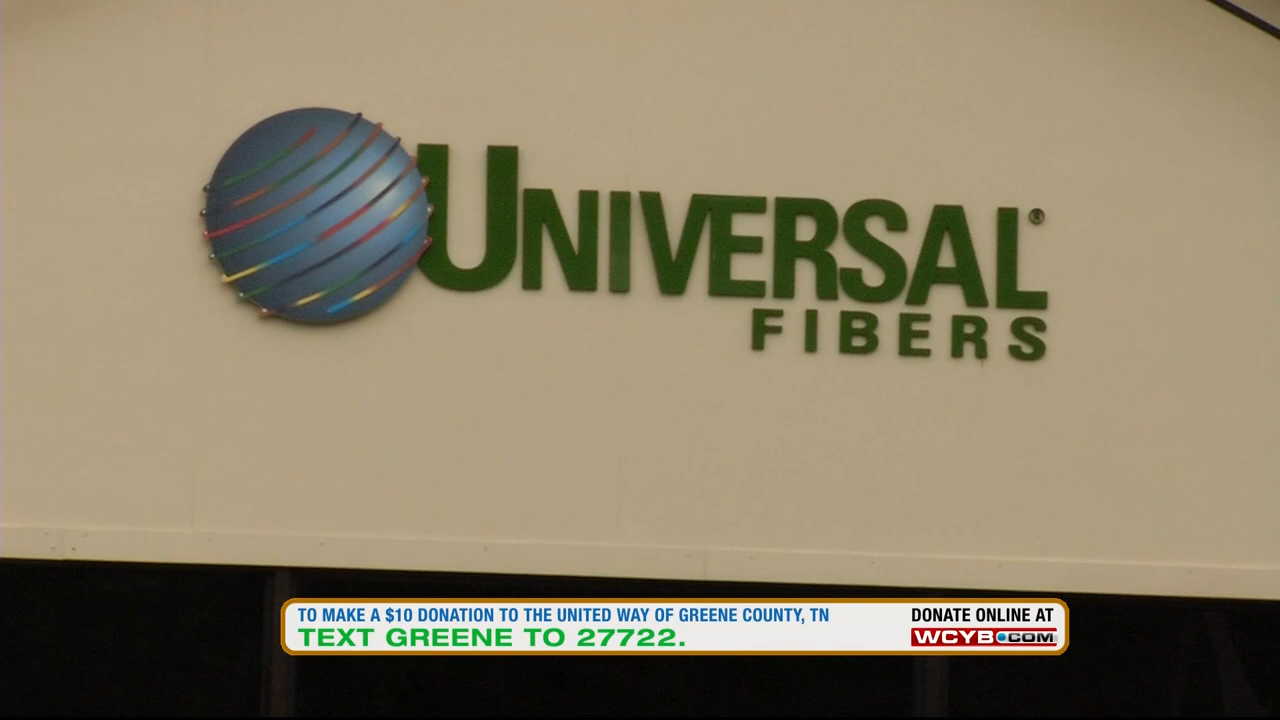 UNIVERSAL®
FIBERS
TO MAKE A $10 DONATION TO THE UNITED WAY OF GREENE COUNTY, TN
TEXT GREENE TO 27722.
DONATE ONLINE AT
WCYB.COM